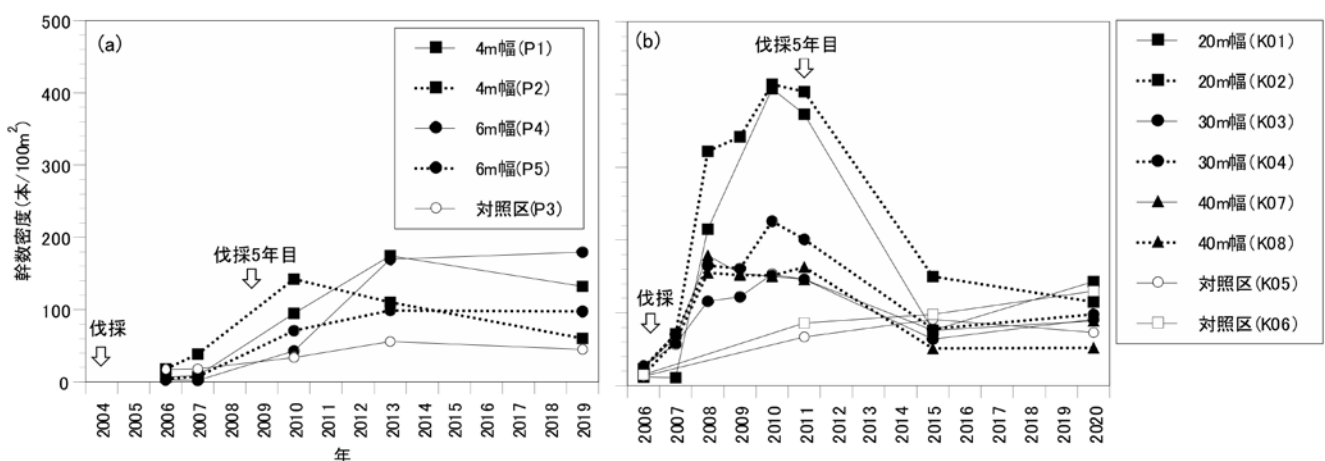 幹数密度(本/100m²)
500
400
300
200
100
0
(a)
4m幅(P1)
4m幅(P2)
6m幅(P4)
6m幅(P5)
対照区(P3)
伐採
伐採5年目
2004
2005
2006
2007
2008
2009
2010
2011
2012
2013
2014
2015
2016
2017
2018
2019
年
(b)
伐採
伐採5年目
2006
2007
2008
2009
2010
2011
2012
2013
2014
2015
2016
2017
2018
2019
2020
20m幅(K01)
20m幅(K02)
30m幅(K03)
30m幅(K04)
40m幅(K07)
40m幅(K08)
対照区(K05)
対照区(K06)